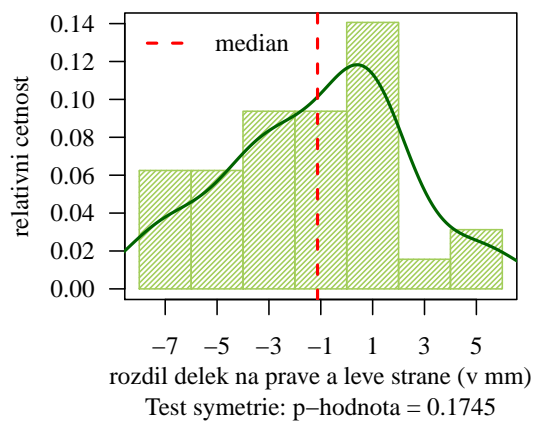 median
relativni cetnost
0.14
0.12
0.10
0.08
0.06
0.04
0.02
0.00
−7 −5 −3 −1 1 3 5
rozdil delek na prave a leve strane (v mm)
Test symetrie: p−hodnota = 0.1745